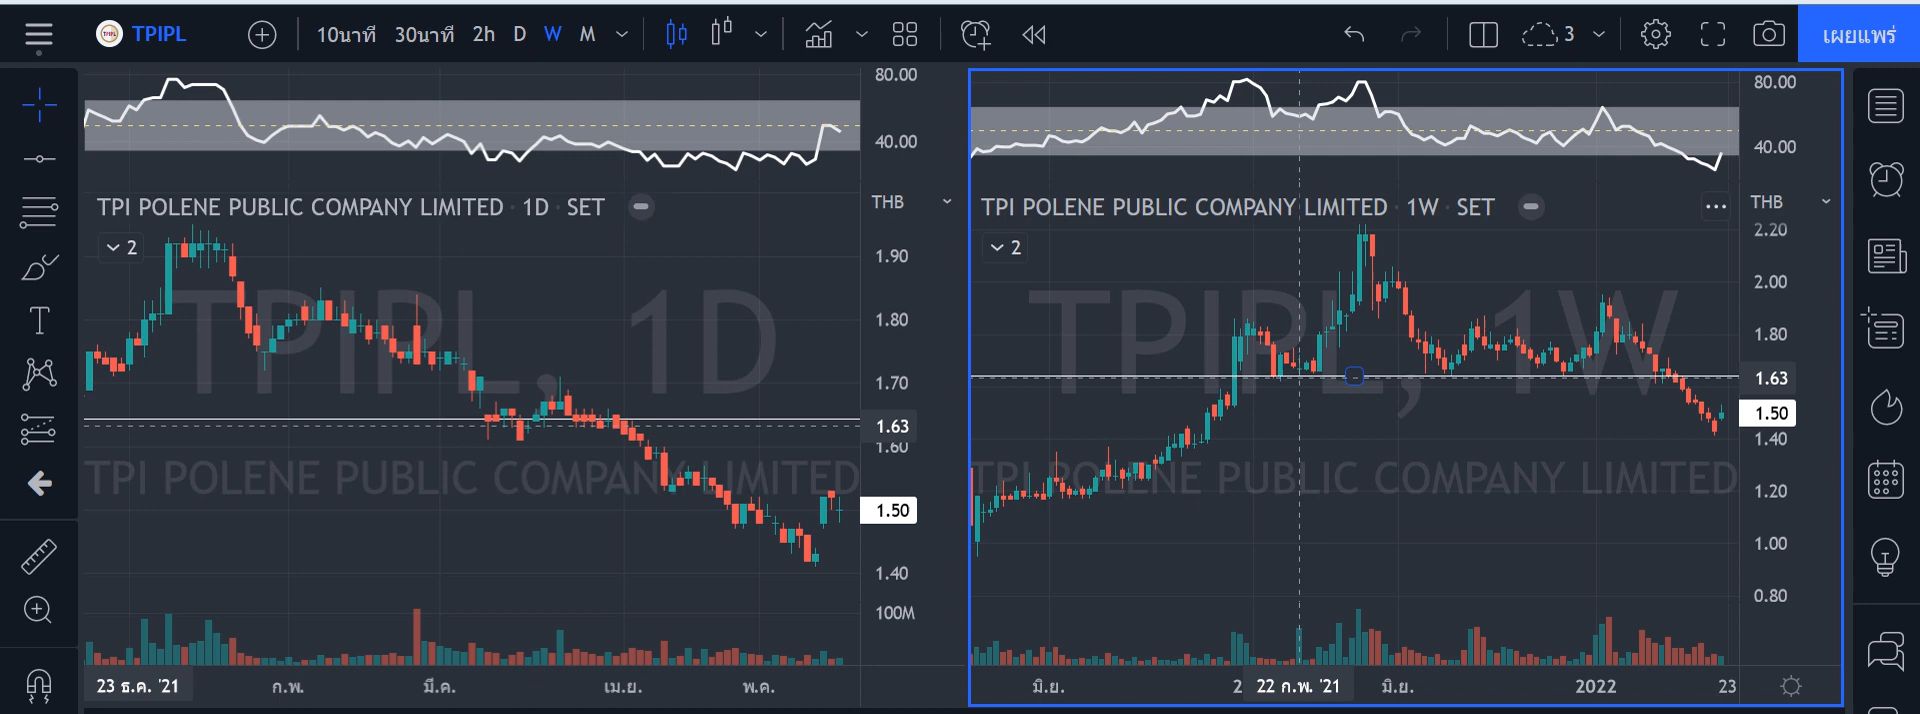 TPIPL 10นาที 30นาที 2h D W M 3 เผยแพร่
80.00
40.00
TPI POLENE PUBLIC COMPANY LIMITED · 1D · SET
THB
2
1.90
1.80
1.70
1.63
1.60
1.50
1.40
100M
TPIPL, 1D
TPI POLENE PUBLIC COMPANY LIMITED
23 ธ.ค. '21 ก.พ. มี.ค. เม.ย. พ.ค.
80.00
40.00
TPI POLENE PUBLIC COMPANY LIMITED · 1W · SET
THB
2
2.20
2.00
1.80
1.63
1.50
1.40
1.20
1.00
0.80
TPIPL, 1W
TPI POLENE PUBLIC COMPANY LIMITED
มิ.ย. 2 22 ก.พ. '21 มิ.ย. 2022 23